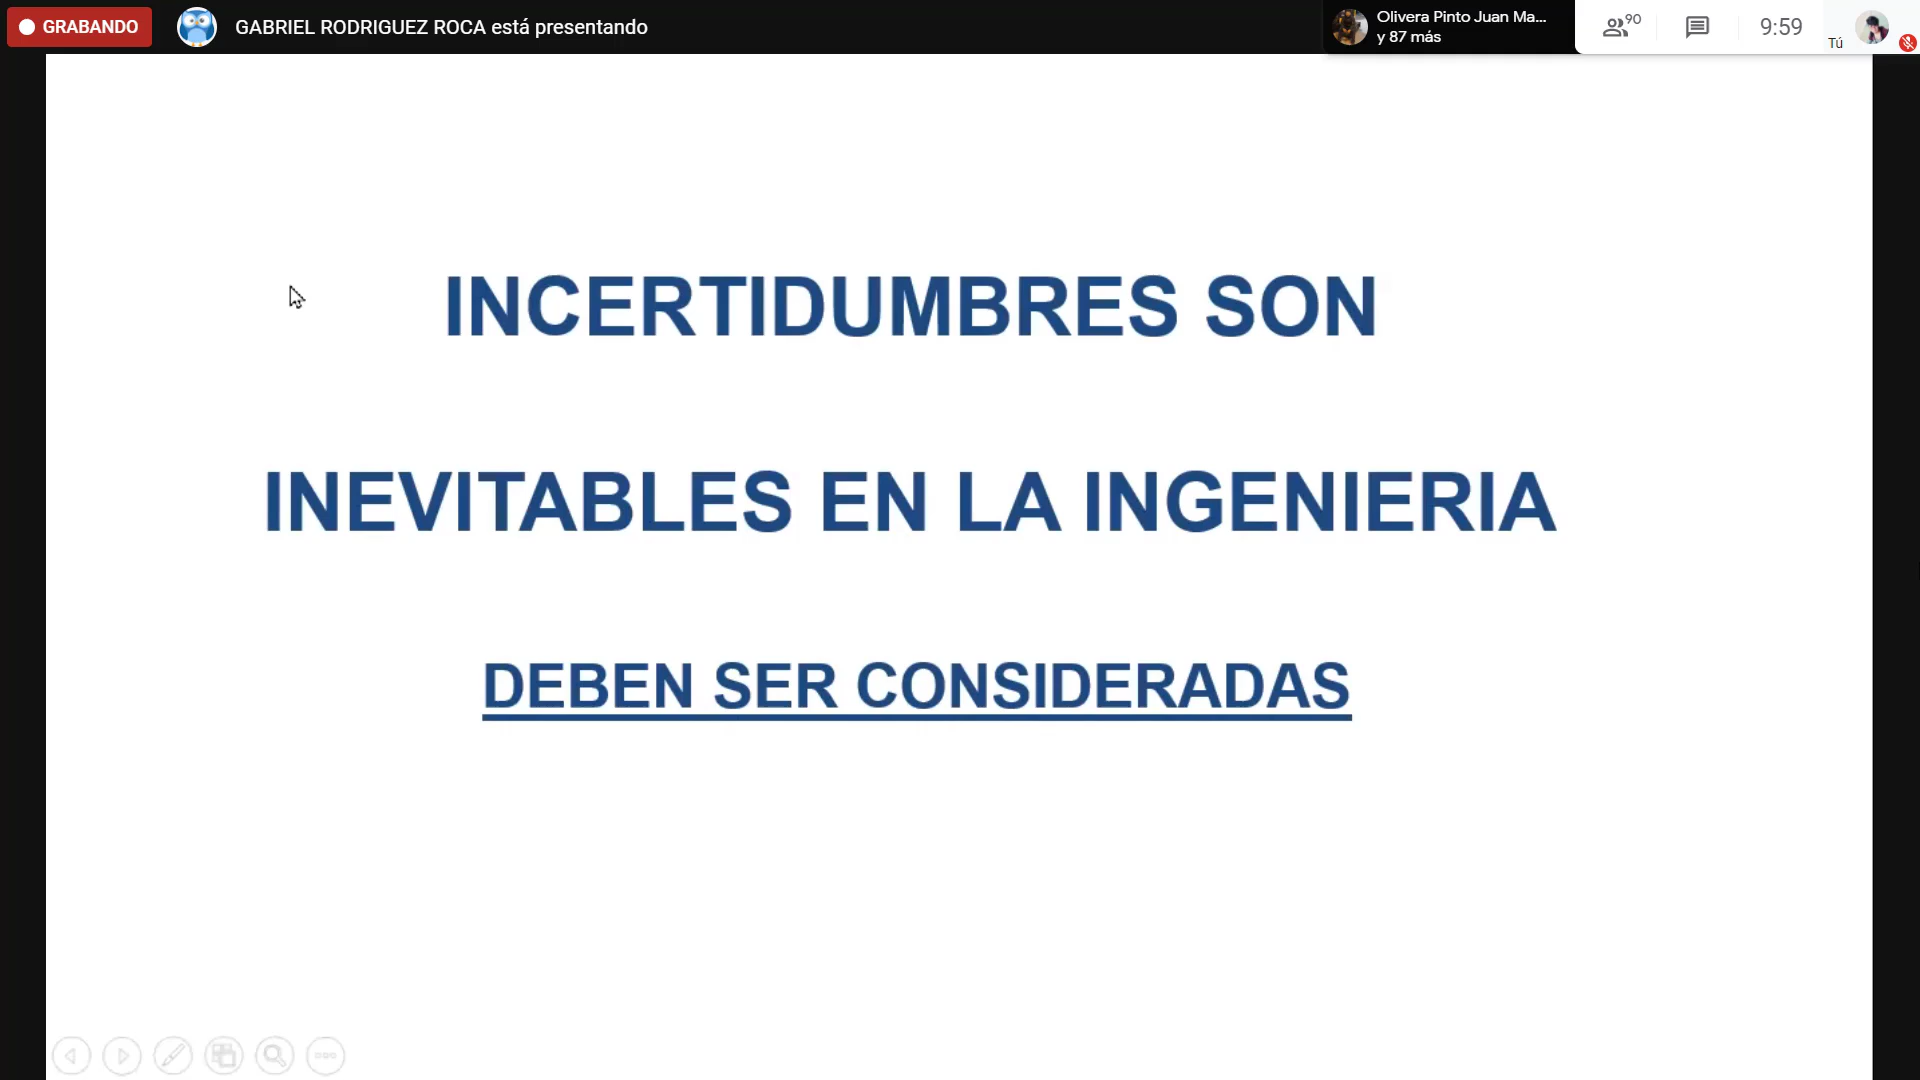 GRABANDO
GABRIEL RODRIGUEZ ROCA está presentando
Olivera Pinto Juan Ma...
y 87 más
90
9:59
Tú
INCERTIDUMBRES SON
INEVITABLES EN LA INGENIERIA
DEBEN SER CONSIDERADAS